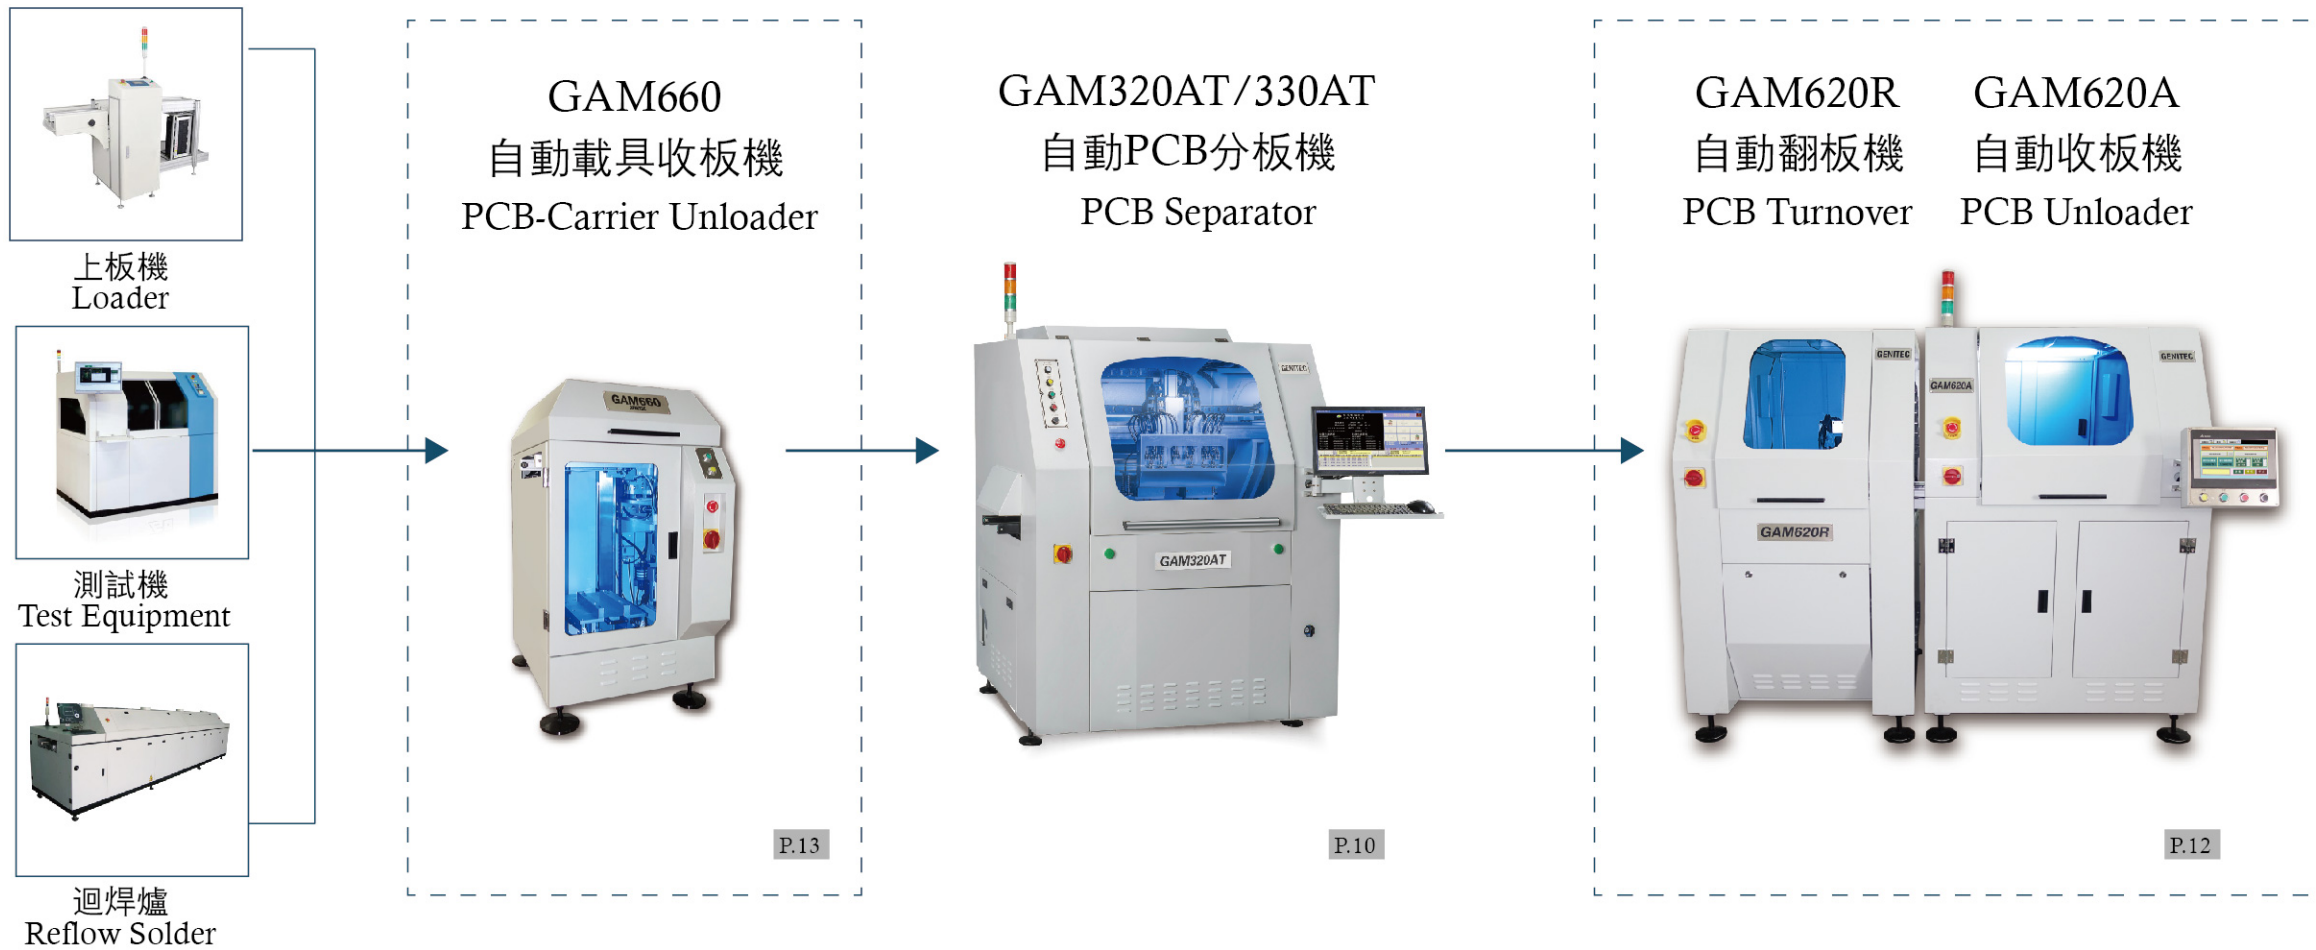 上板機
Loader
測試機
Test Equipment
迴焊爐
Reflow Solder
GAM660
自動載具收板機
PCB-Carrier Unloader
GAM660
P.13
GAM320AT/330AT
自動PCB分板機
PCB Separator
GENITEC
GAM320AT
P.10
GAM620R
自動翻板機
PCB Turnover
GAM620A
自動收板機
PCB Unloader
GENITEC
GAM620A
GENITEC
GAM620R
P.12